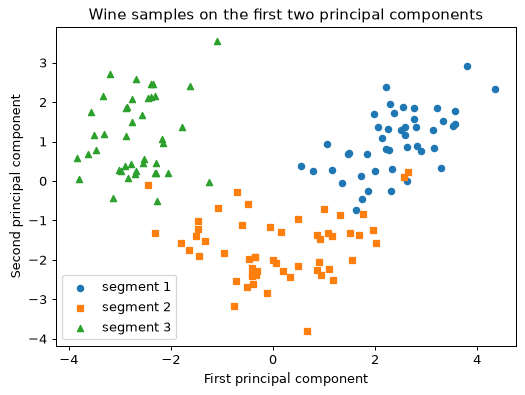 Wine samples on the first two principal components
Second principal component
3
2
1
0
−1
−2
−3
−4
segment 1
segment 2
segment 3
−4
−2
0
2
4
First principal component